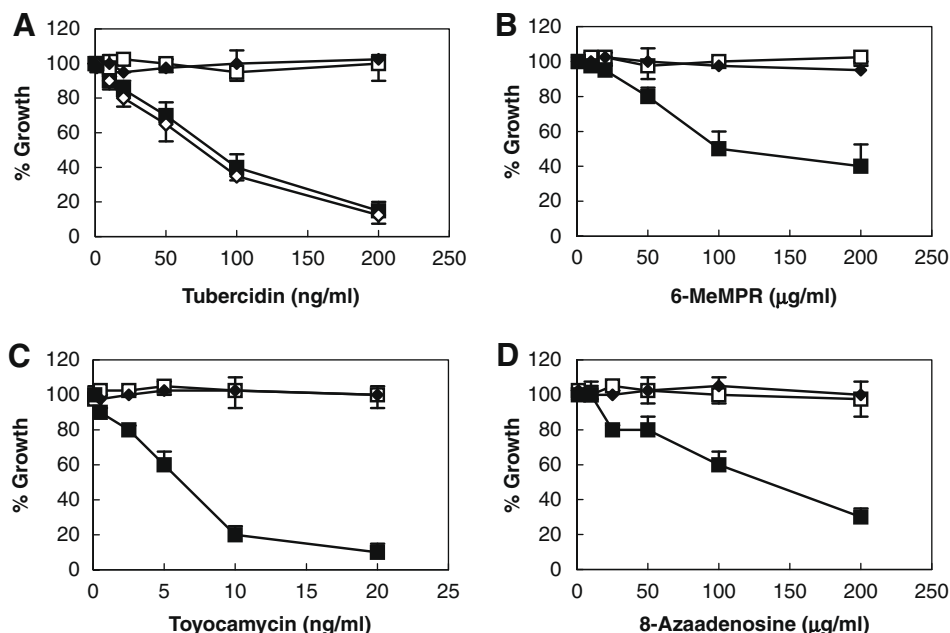 A
% Growth
120
100
80
60
40
20
0
0 50 100 150 200 250
Tubercidin (ng/ml)
B
% Growth
120
100
80
60
40
20
0
0 50 100 150 200 250
6-MeMPR (μg/ml)
C
% Growth
120
100
80
60
40
20
0
0 5 10 15 20 25
Toyocamycin (ng/ml)
D
% Growth
120
100
80
60
40
20
0
0 50 100 150 200 250
8-Azaadenosine (μg/ml)